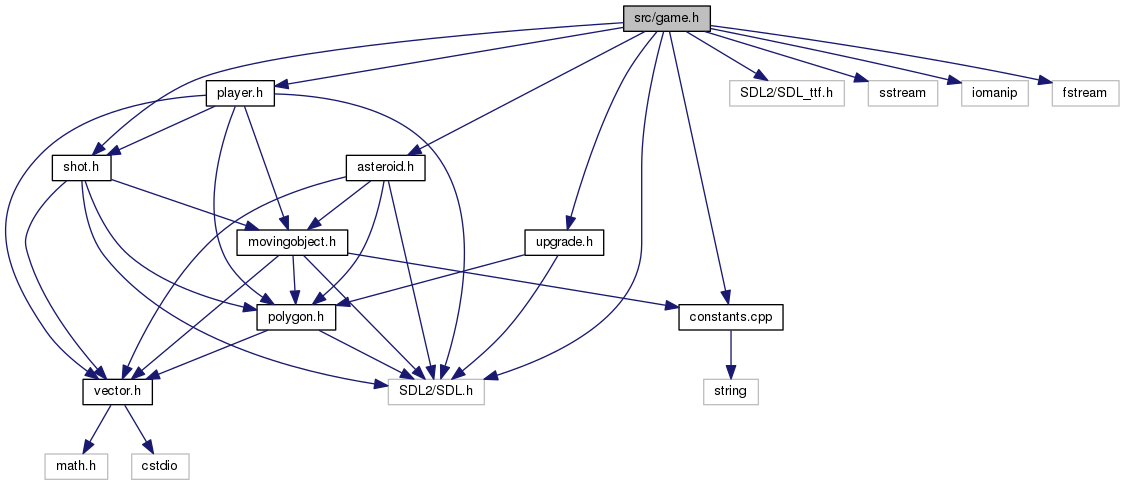 src/game.h
player.h
SDL2/SDL_ttf.h
sstream
iomanip
fstream
shot.h
asteroid.h
movingobject.h
upgrade.h
polygon.h
constants.cpp
vector.h
SDL2/SDL.h
string
math.h
cstdio